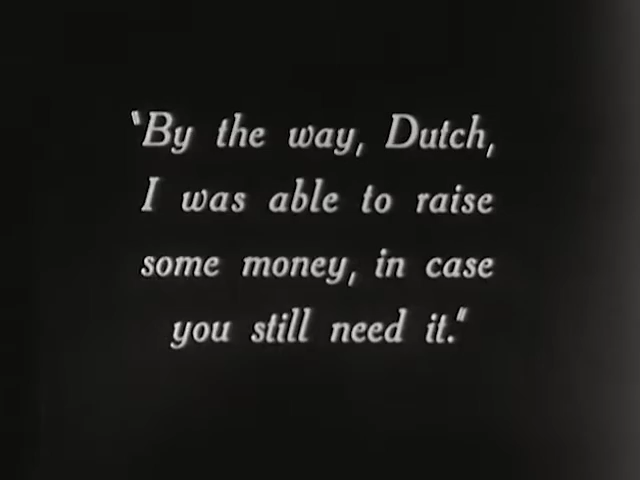 "By the way, Dutch,
I was able to raise
some money, in case
you still need it."